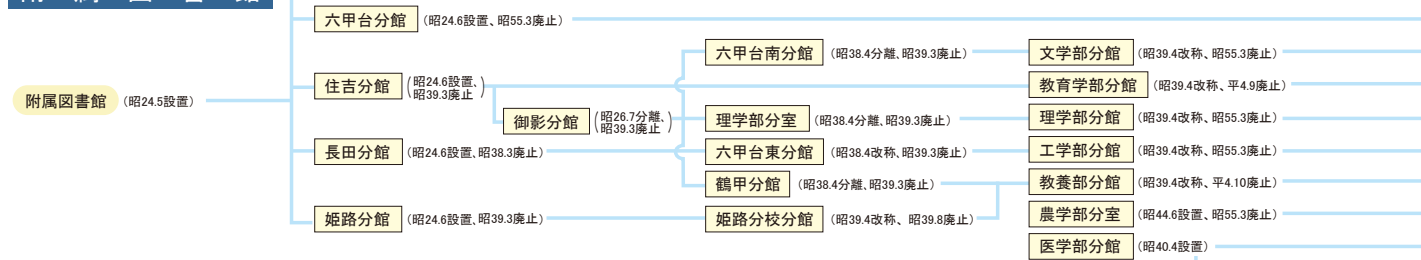 附属図書館
六甲台分館 (昭24.6設置、昭55.3廃止)
六甲台南分館 (昭38.4分離、昭39.3廃止)
文学部分館 (昭39.4改称、昭55.3廃止)
住吉分館 (昭24.6設置、
昭39.3廃止)
教育学部分館 (昭39.4改称、平4.9廃止)
附属図書館 (昭24.5設置)
御影分館 (昭26.7分離、
昭39.3廃止)
理学部分室 (昭38.4分離、昭39.3廃止)
理学部分館 (昭39.4改称、昭55.3廃止)
長田分館 (昭24.6設置、昭38.3廃止)
六甲台東分館 (昭38.4改称、昭39.3廃止)
工学部分館 (昭39.4改称、昭55.3廃止)
鶴甲分館 (昭38.4分離、昭39.3廃止)
教養部分館 (昭39.4改称、平4.10廃止)
姫路分館 (昭24.6設置、昭39.3廃止)
姫路分校分館 (昭39.4改称、昭39.8廃止)
農学部分室 (昭44.6設置、昭55.3廃止)
医学部分館 (昭40.4設置)